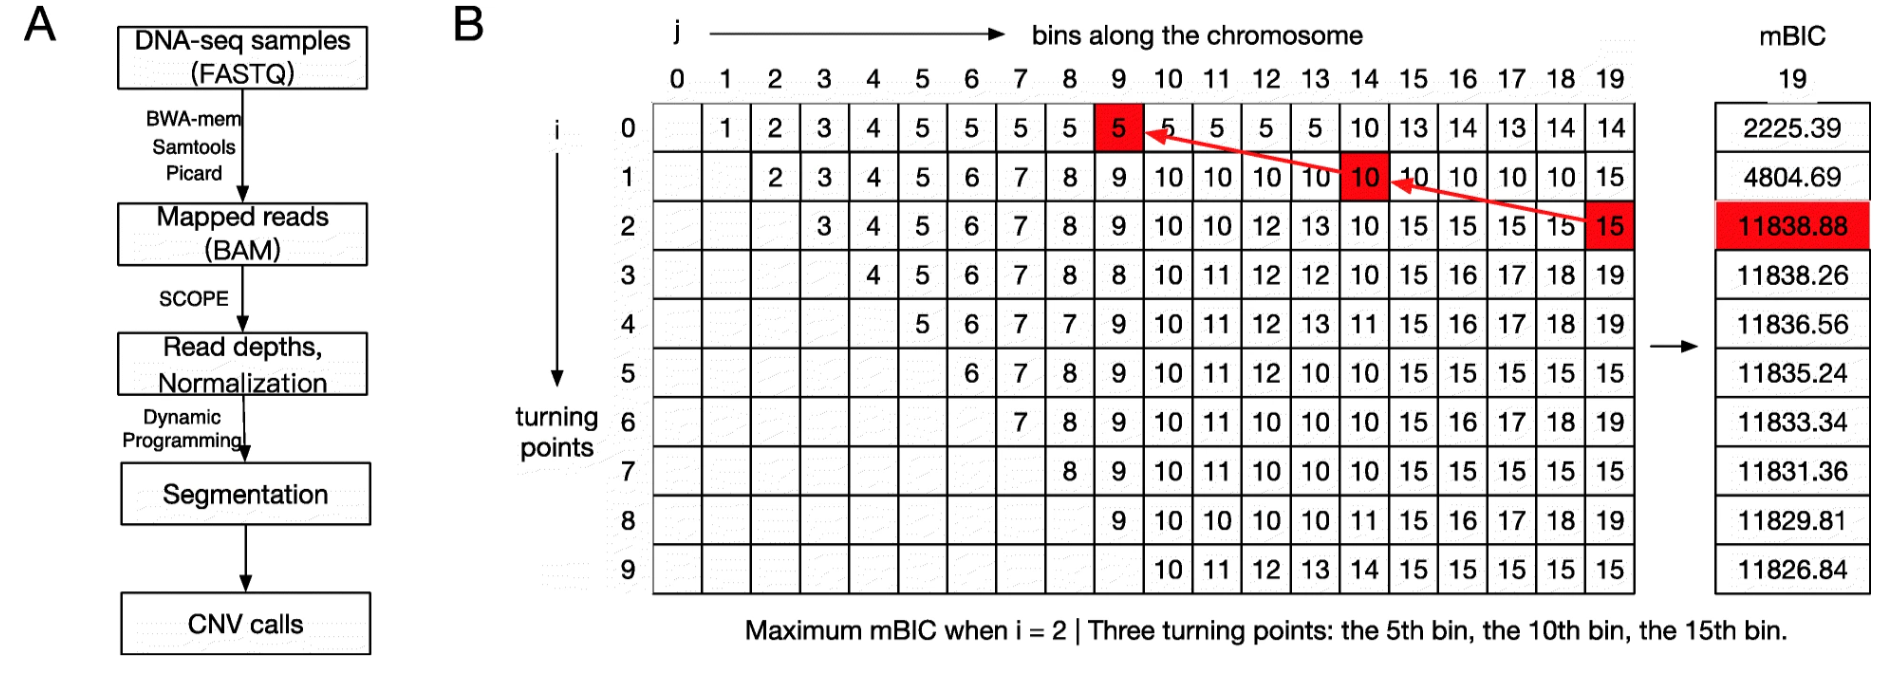 A
DNA-seq samples
(FASTQ)
BWA-mem
Samtools
Picard
Mapped reads
(BAM)
SCOPE
Read depths,
Normalization
Dynamic
Programming
Segmentation
CNV calls
B
j bins along the chromosome mBIC
0 1 2 3 4 5 6 7 8 9 10 11 12 13 14 15 16 17 18 19 19
i 0 1 2 3 4 5 5 5 5 5 5 5 5 5 10 13 14 13 14 14 2225.39
1 2 3 4 5 6 7 8 9 10 10 10 10 10 10 10 10 10 15 4804.69
2 3 4 5 6 7 8 9 10 10 12 13 10 15 15 15 15 15 11838.88
3 4 5 6 7 8 8 10 11 12 12 10 15 16 17 18 19 11838.26
4 5 6 7 7 9 10 11 12 13 11 15 16 17 18 19 11836.56
5 6 7 8 9 10 11 12 10 10 15 15 15 15 15 11835.24
turning
points
6 7 8 9 10 11 10 10 10 15 16 17 18 19 11833.34
7 8 9 10 11 10 10 10 15 15 15 15 15 11831.36
8 9 10 10 10 10 11 15 16 17 18 19 11829.81
9 10 11 12 13 14 15 15 15 15 15 11826.84
Maximum mBIC when i = 2 | Three turning points: the 5th bin, the 10th bin, the 15th bin.